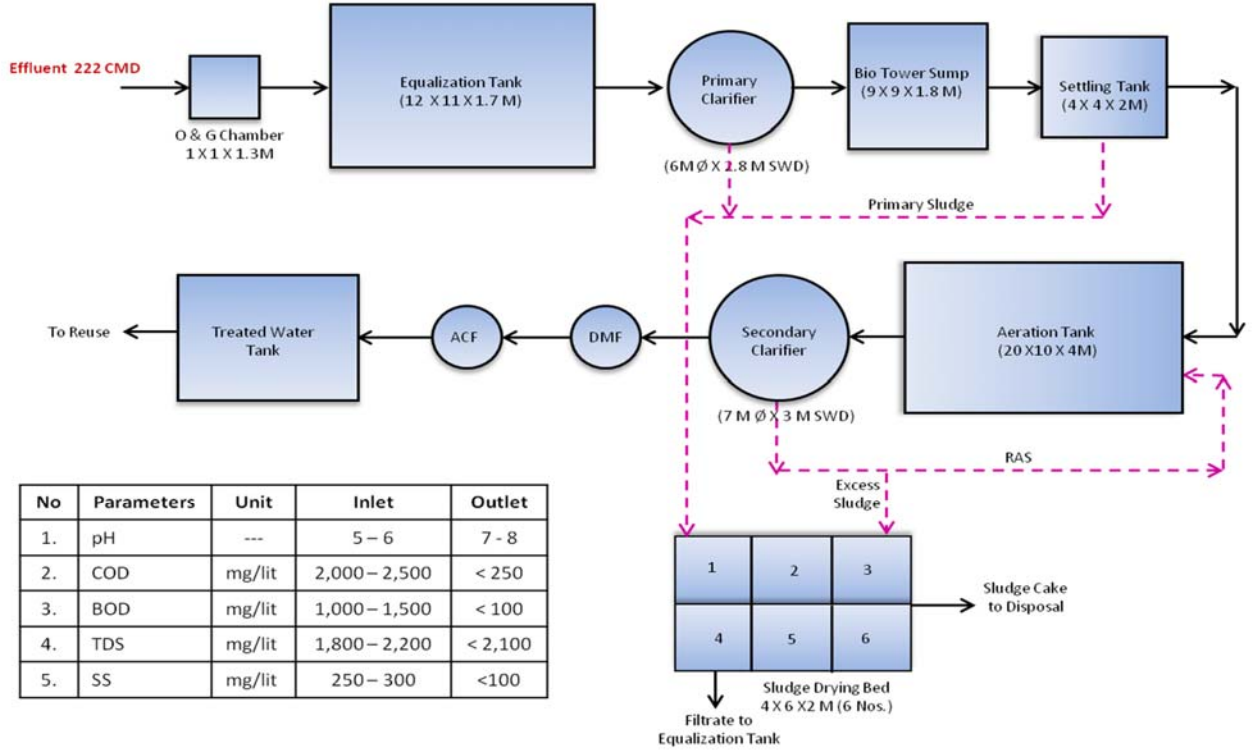 Effluent 222 CMD
O & G Chamber
1 X 1 X 1.3M
Equalization Tank
(12 X 11 X 1.7 M)
Primary
Clarifier
(6M Ø X 2.8 M SWD)
Bio Tower Sump
(9 X 9 X 1.8 M)
Settling Tank
(4 X 4 X 2M)
Primary Sludge
To Reuse
Treated Water
Tank
ACF
DMF
Secondary
Clarifier
(7 M Ø X 3 M SWD)
Aeration Tank
(20 X10 X 4M)
RAS
Excess
Sludge
No Parameters Unit Inlet Outlet
1. pH --- 5 – 6 7 - 8
2. COD mg/lit 2,000 – 2,500 < 250
3. BOD mg/lit 1,000 – 1,500 < 100
4. TDS mg/lit 1,800 – 2,200 < 2,100
5. SS mg/lit 250 – 300 <100
1 2 3
4 5 6
Sludge Cake
to Disposal
Sludge Drying Bed
4 X 6 X2 M (6 Nos.)
Filtrate to
Equalization Tank